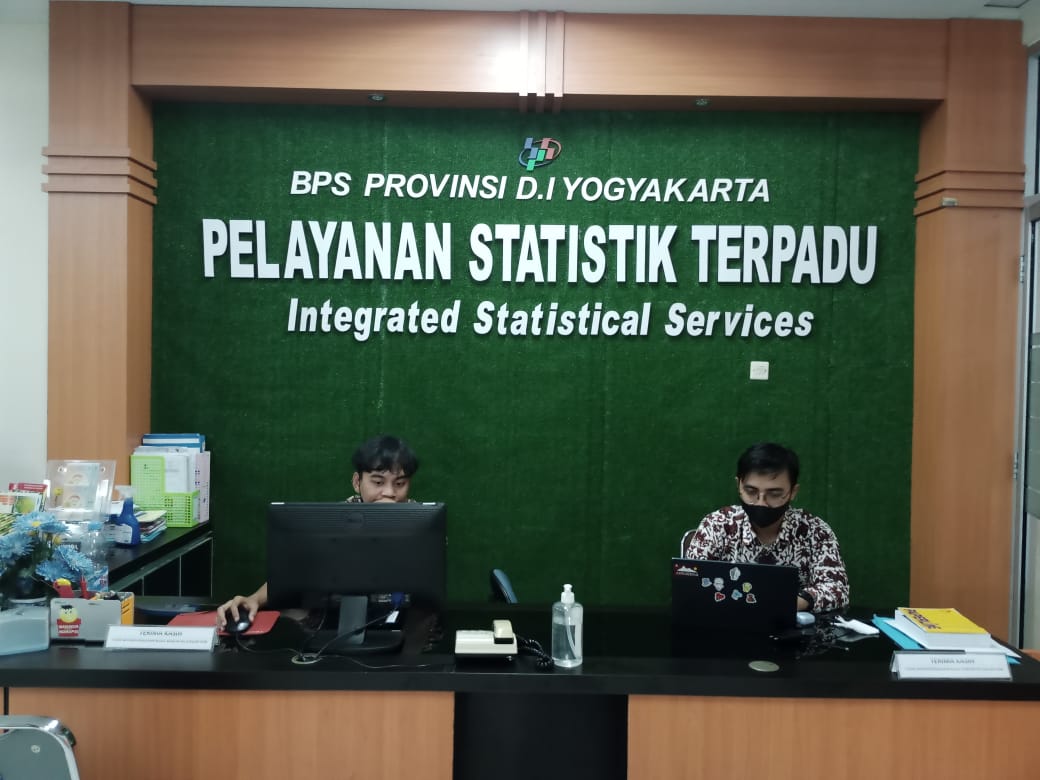 BPS PROVINSI D.I YOGYAKARTA
PELAYANAN STATISTIK TERPADU
Integrated Statistical Services
TERIMA KASIH
TERIMA KASIH